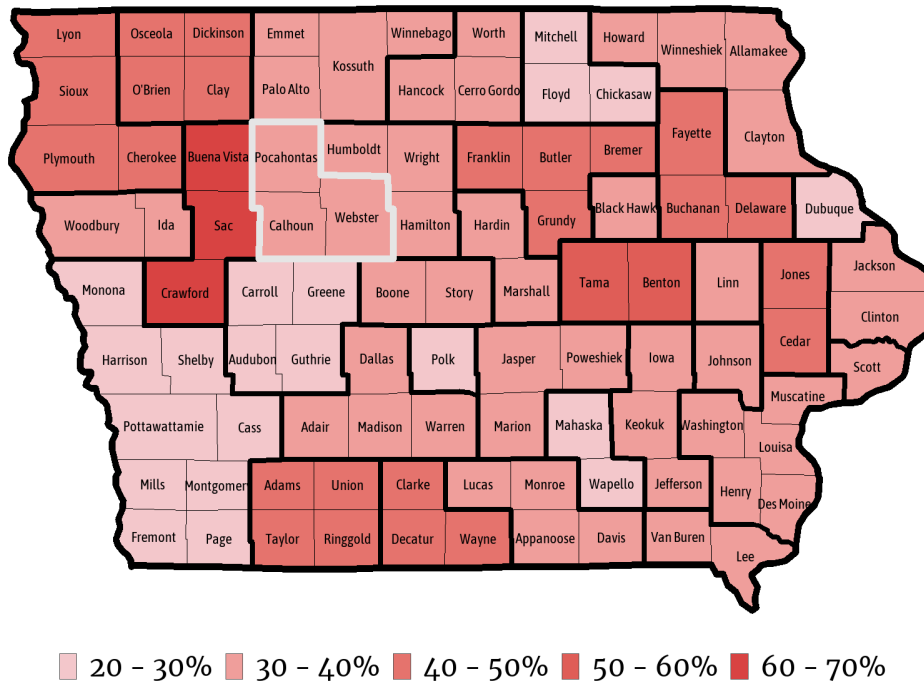 Lyon Osceola Dickinson Emmet Winnebago Worth Mitchell Howard Winneshiek Allamakee
Kossuth
Sioux O'Brien Clay Palo Alto Hancock Cerro Gordo Floyd Chickasaw
Plymouth Cherokee Buena Vista Pocahontas Humboldt Wright Franklin Butler Bremer Fayette Clayton
Woodbury Ida Sac Calhoun Webster Hamilton Hardin Grundy Black Hawk Buchanan Delaware Dubuque
Monona Crawford Carroll Greene Boone Story Marshall Tama Benton Linn Jones Jackson
Clinton
Harrison Shelby Audubon Guthrie Dallas Polk Jasper Poweshiek Iowa Johnson Cedar Scott
Muscatine
Pottawattamie Cass Adair Madison Warren Marion Mahaska Keokuk Washington Louisa
Mills Montgomery Adams Union Clarke Lucas Monroe Wapello Jefferson Henry Des Moine
Fremont Page Taylor Ringgold Decatur Wayne Appanoose Davis Van Buren Lee
20 - 30% 30 - 40% 40 - 50% 50 - 60% 60 - 70%